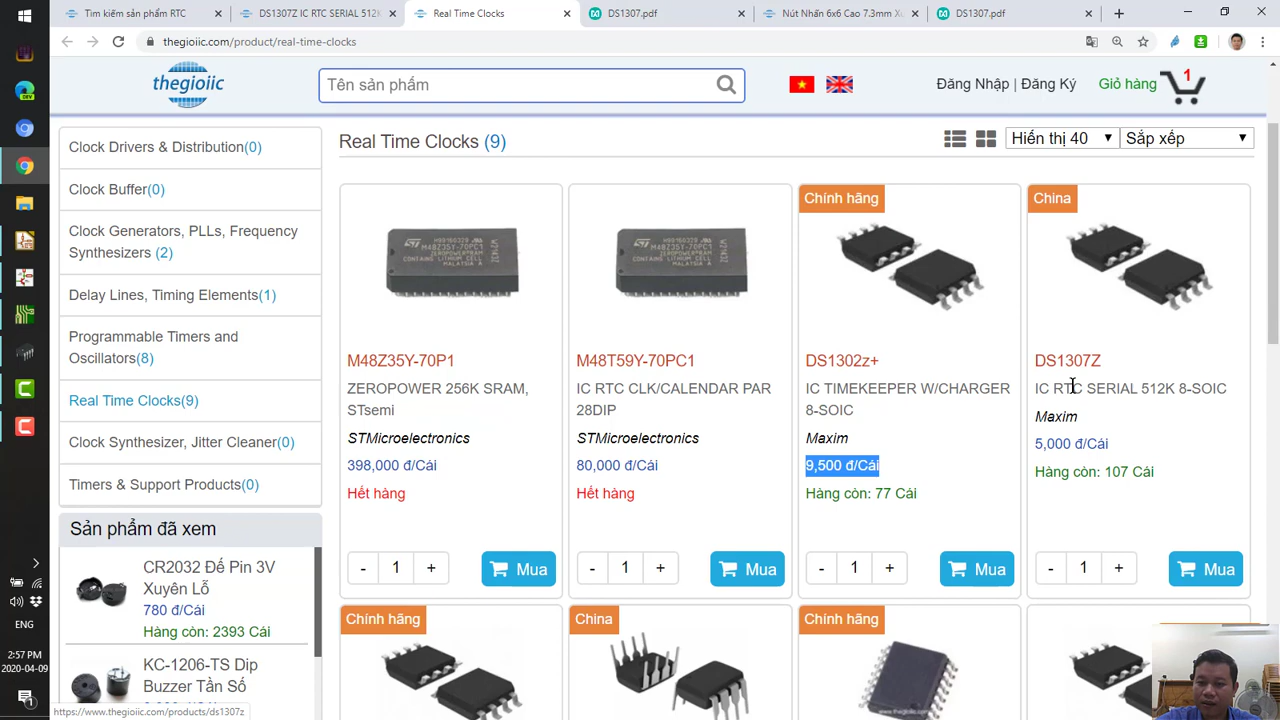 Tìm kiếm sản phẩm RTC
DS1307Z IC RTC SERIAL 512K
Real Time Clocks
DS1307.pdf
Nút Nhấn 6x6 Cao 7.3mm Xu
DS1307.pdf
thegioiic.com/product/real-time-clocks
thegioiic
Tên sản phẩm
Đăng Nhập | Đăng Ký
Giỏ hàng
1
Clock Drivers & Distribution(0)
Clock Buffer(0)
Clock Generators, PLLs, Frequency
Synthesizers (2)
Delay Lines, Timing Elements(1)
Programmable Timers and
Oscillators(8)
Real Time Clocks(9)
Clock Synthesizer, Jitter Cleaner(0)
Timers & Support Products(0)
Sản phẩm đã xem
CR2032 Đế Pin 3V
Xuyên Lỗ
780 đ/Cái
Hàng còn: 2393 Cái
KC-1206-TS Dip
Buzzer Tần Số
Real Time Clocks (9)
Hiển thị 40
Sắp xếp
M48Z35Y-70P1
ZEROPOWER 256K SRAM,
STsemi
STMicroelectronics
398,000 đ/Cái
Hết hàng
- 1 +
Mua
M48T59Y-70PC1
IC RTC CLK/CALENDAR PAR
28DIP
STMicroelectronics
80,000 đ/Cái
Hết hàng
- 1 +
Mua
Chính hãng
DS1302z+
IC TIMEKEEPER W/CHARGER
8-SOIC
Maxim
9,500 đ/Cái
Hàng còn: 77 Cái
- 1 +
Mua
China
DS1307Z
IC RTC SERIAL 512K 8-SOIC
Maxim
5,000 đ/Cái
Hàng còn: 107 Cái
- 1 +
Mua
Chính hãng
China
Chính hãng
ENG
2:57 PM
2020-04-09
https://www.thegioiic.com/products/ds1307z